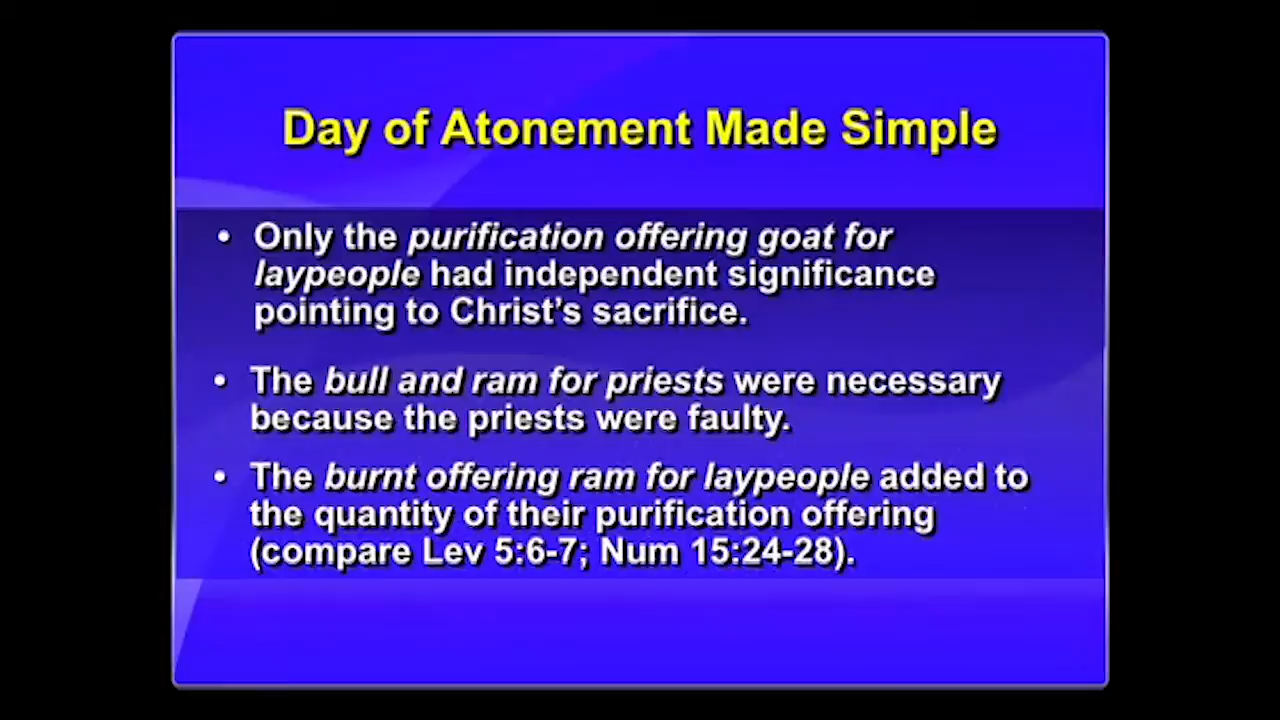 Day of Atonement Made Simple
• Only the purification offering goat for
laypeople had independent significance
pointing to Christ’s sacrifice.
• The bull and ram for priests were necessary
because the priests were faulty.
• The burnt offering ram for laypeople added to
the quantity of their purification offering
(compare Lev 5:6-7; Num 15:24-28).